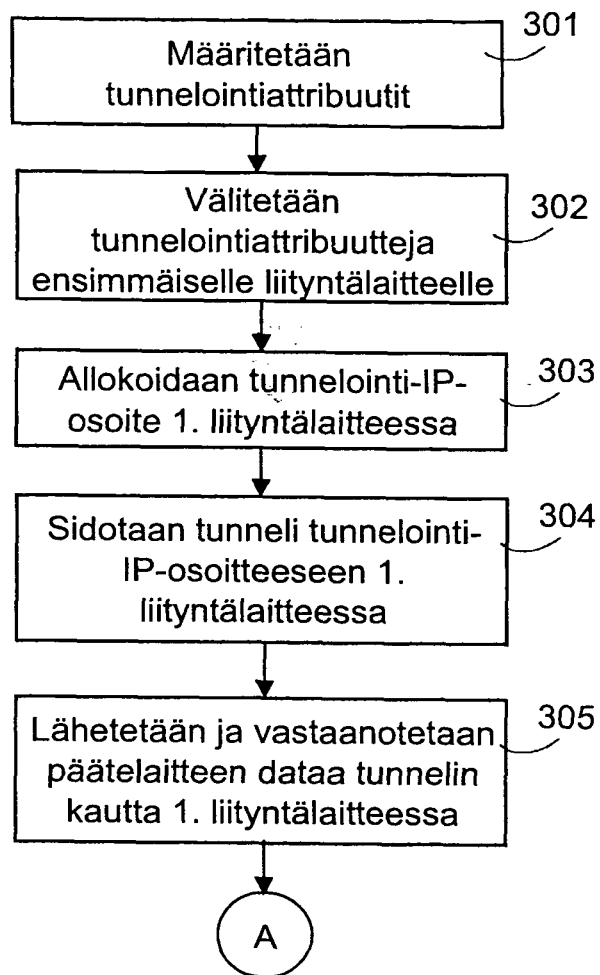 301
Määritetään
tunnelointiattribuutit
302
Välitetään
tunnelointiattribuutteja
ensimmäiselle liityntälaitteelle
303
Allokoidaan tunnelointi-IP-
osoite 1. liityntälaitteessa
304
Sidotaan tunneli tunnelointi-
IP-osoitteeseen 1.
liityntälaitteessa
305
Lähetetään ja vastaanotetaan
päätelaitteen dataa tunnelin
kautta 1. liityntälaitteessa
A